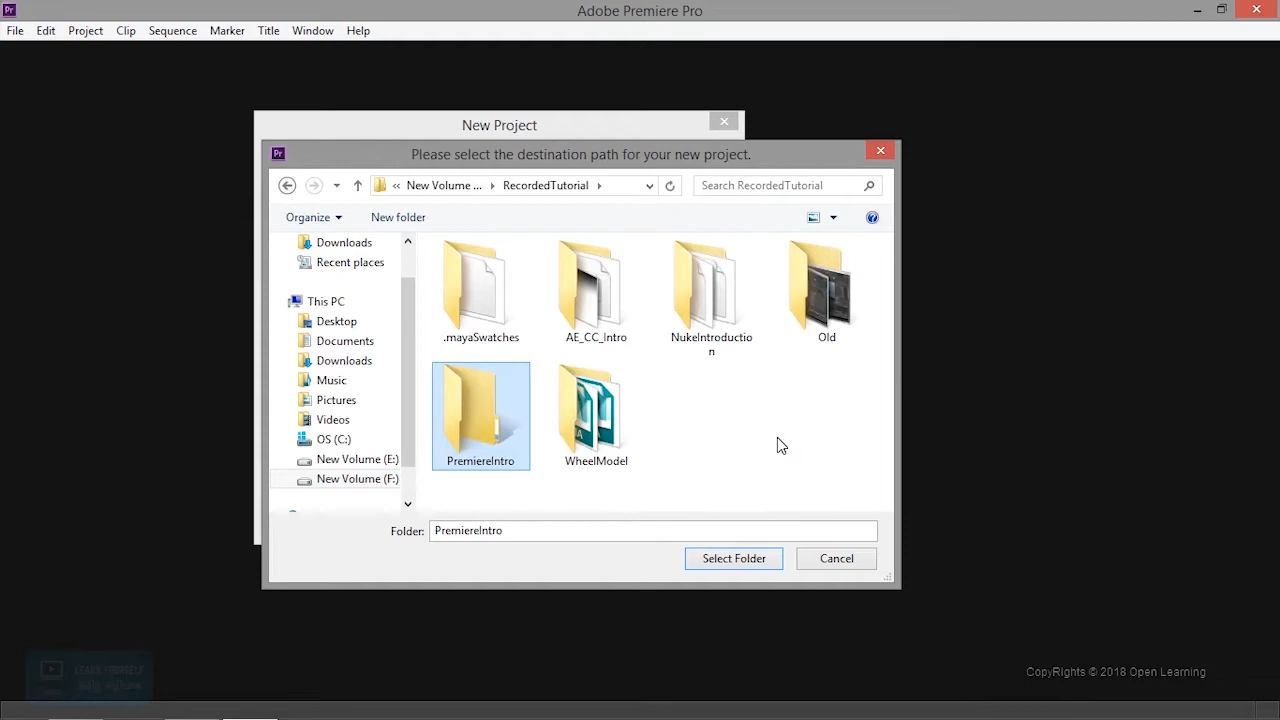 Pr
Adobe Premiere Pro
File Edit Project Clip Sequence Marker Title Window Help
New Project
Pr
Please select the destination path for your new project.
« New Volume ... RecordedTutorial
Search RecordedTutorial
Organize New folder
Downloads
Recent places
This PC
Desktop
Documents
Downloads
Music
Pictures
Videos
OS (C:)
New Volume (E:)
New Volume (F:)
.mayaSwatches
AE_CC_Intro
NukeIntroductio
n
Old
PremiereIntro
WheelModel
Folder: PremiereIntro
Select Folder Cancel
LEARN YOURSELF
CopyRights © 2018 Open Learning